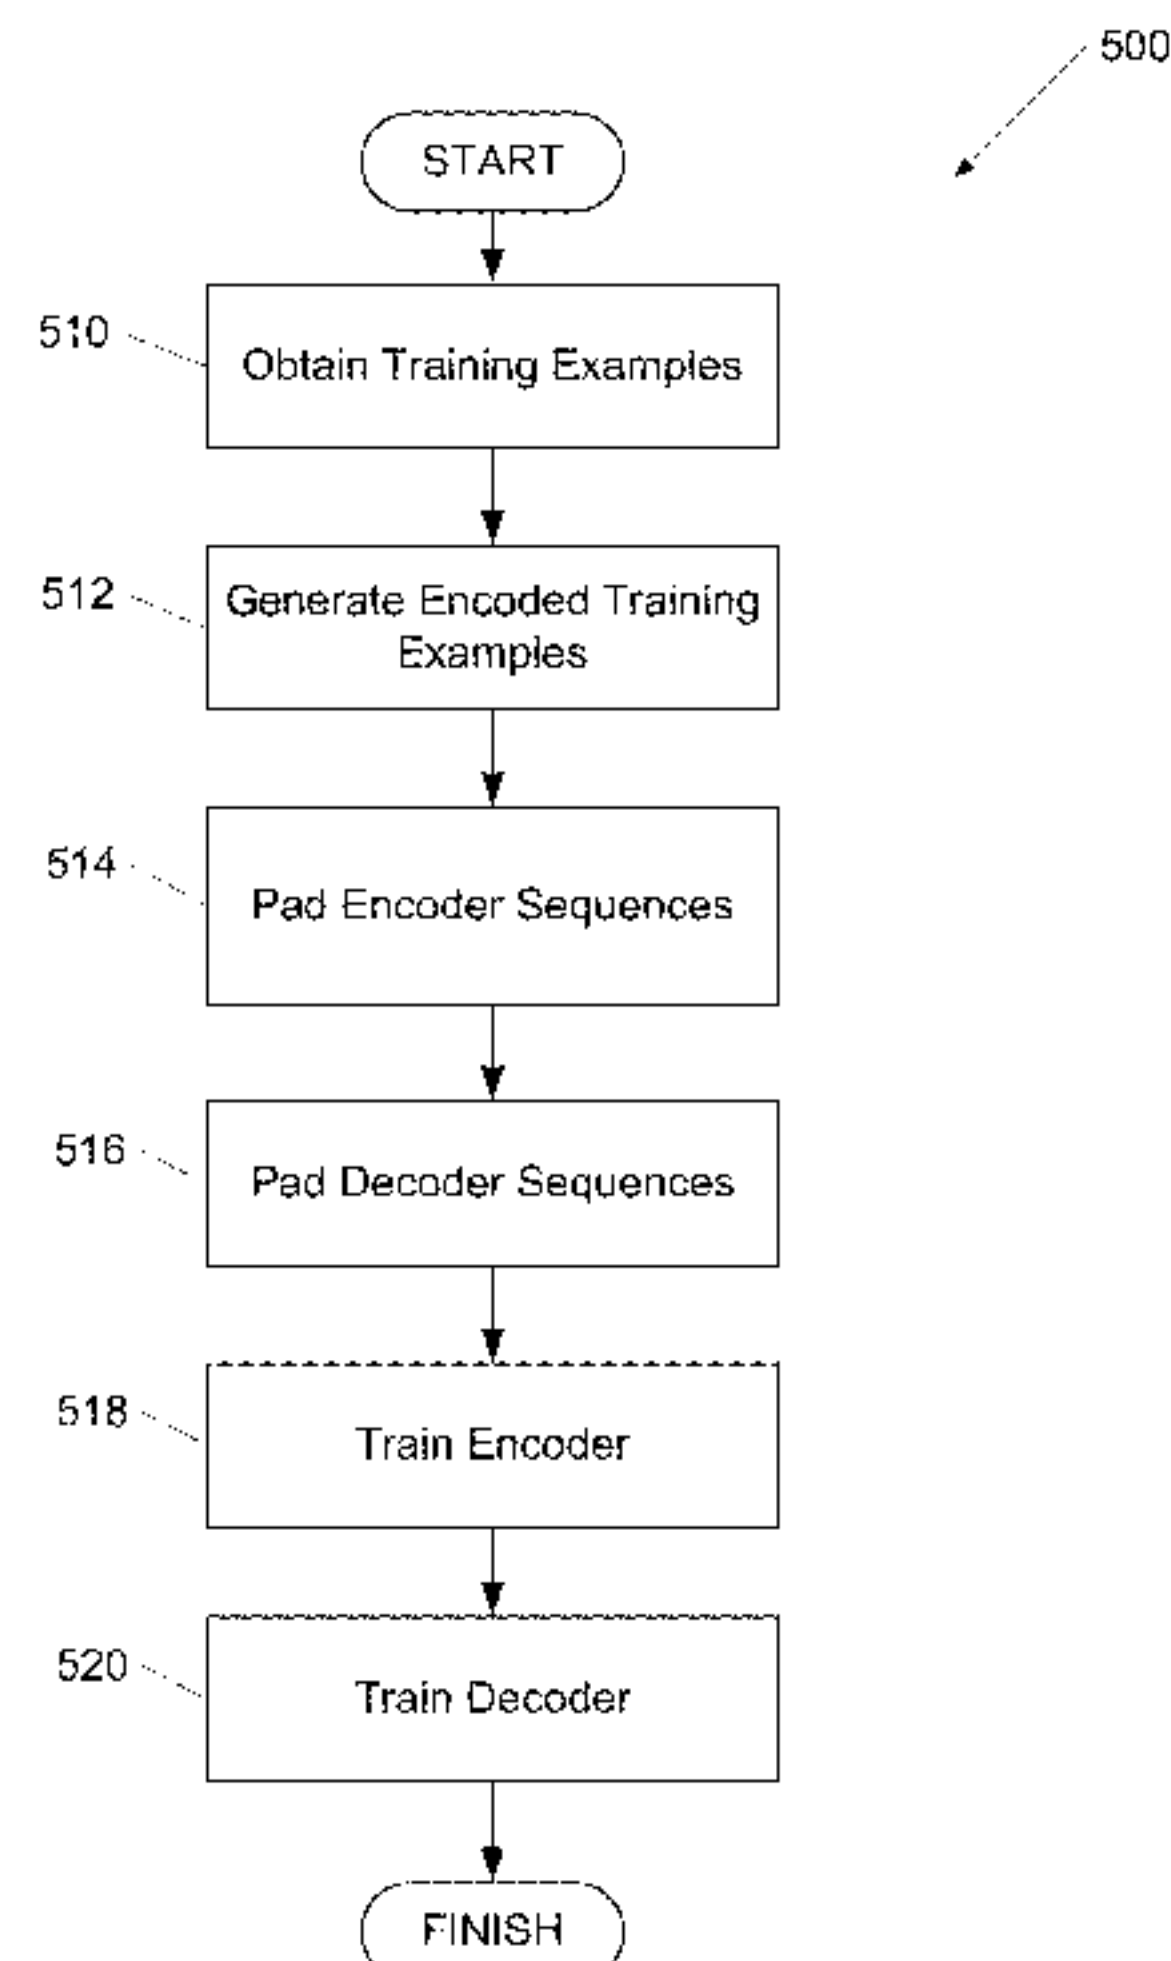 500
START
510
Obtain Training Examples
512
Generate Encoded Training
Examples
514
Pad Encoder Sequences
516
Pad Decoder Sequences
518
Train Encoder
520
Train Decoder
FINISH